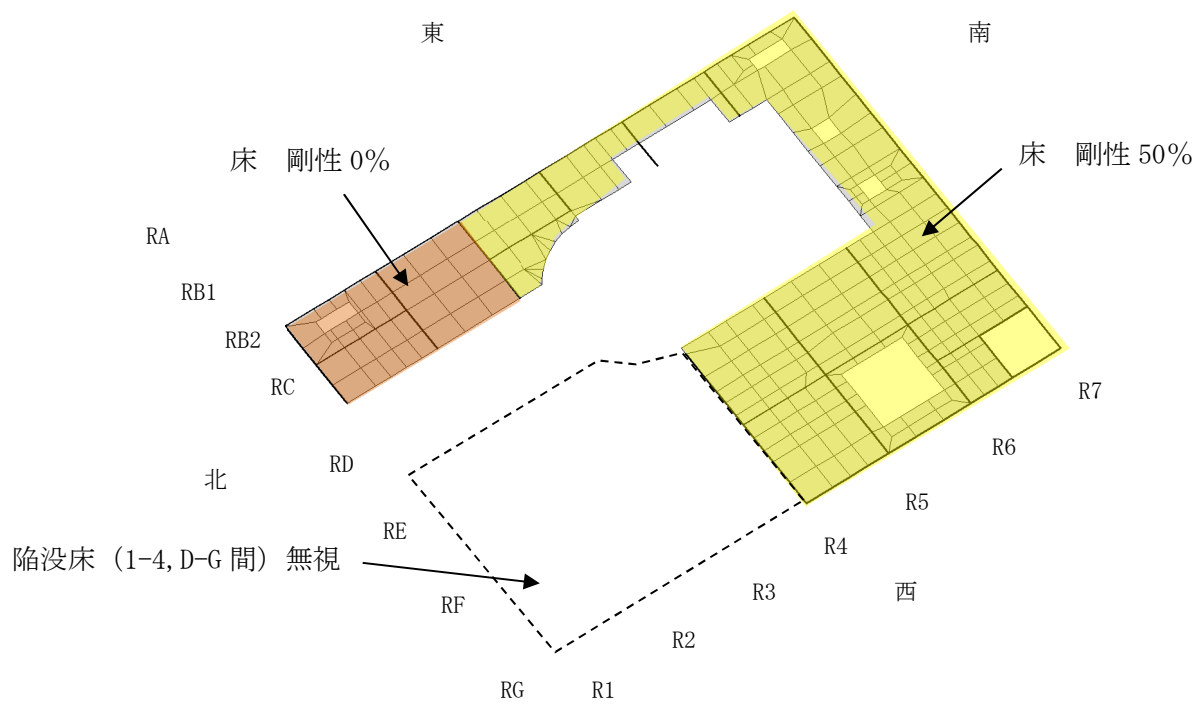 東
南
床　剛性 0%
床　剛性 50%
RA
RB1
RB2
RC
RD
RE
RF
RG
北
陥没床 (1-4, D-G 間) 無視
R1
R2
R3
R4
R5
R6
R7
西